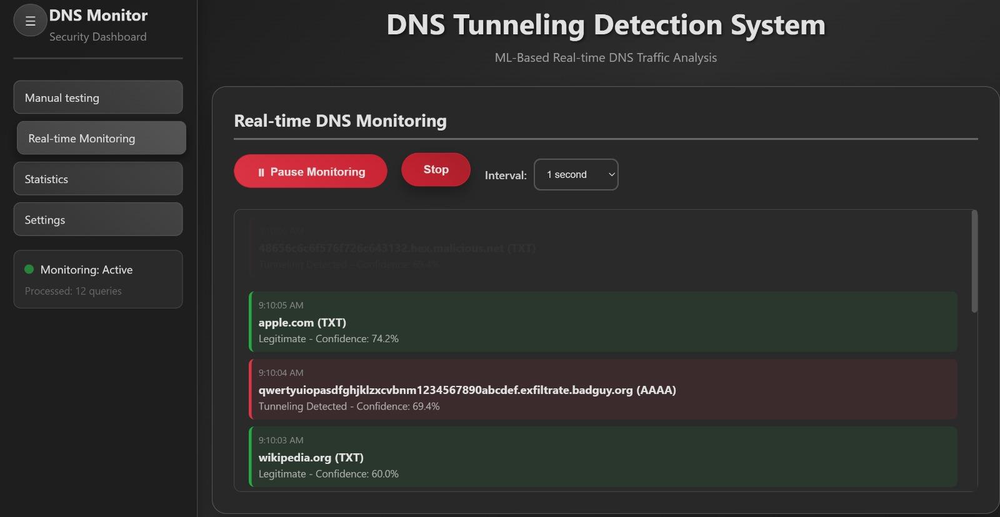 ☰
DNS Monitor
Security Dashboard
Manual testing
Real-time Monitoring
Statistics
Settings
Monitoring: Active
Processed: 12 queries
DNS Tunneling Detection System
ML-Based Real-time DNS Traffic Analysis
Real-time DNS Monitoring
⏸ Pause Monitoring
Stop
Interval:
1 second
48656c6c6f576f726c643132.hex.malicious.net (TXT)
Tunneling Detected - Confidence: 69.4%
9:10:05 AM
apple.com (TXT)
Legitimate - Confidence: 74.2%
9:10:04 AM
qwertyuiopasdfghjklzxcvbnm1234567890abcdef.exfiltrate.badguy.org (AAAA)
Tunneling Detected - Confidence: 69.4%
9:10:03 AM
wikipedia.org (TXT)
Legitimate - Confidence: 60.0%